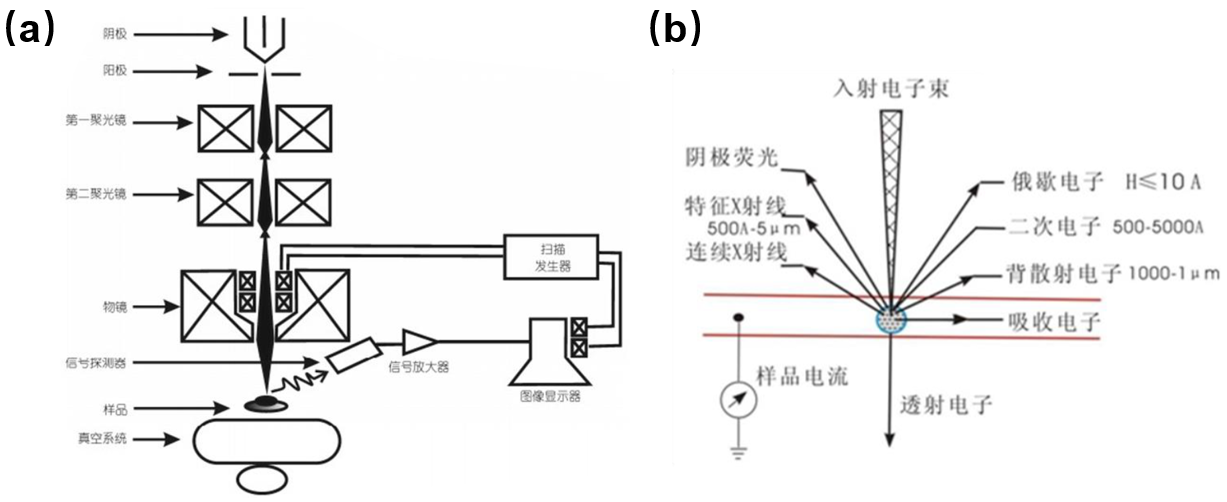 (a)
阴极
阳极
第一聚光镜
第二聚光镜
扫描
发生器
物镜
信号探测器
信号放大器
图像显示器
样品
真空系统
(b)
入射电子束
阴极荧光
特征X射线
500A-5μm
连续X射线
俄歇电子 H≤10A
二次电子 500-5000A
背散射电子 1000-1μm
吸收电子
样品电流
透射电子